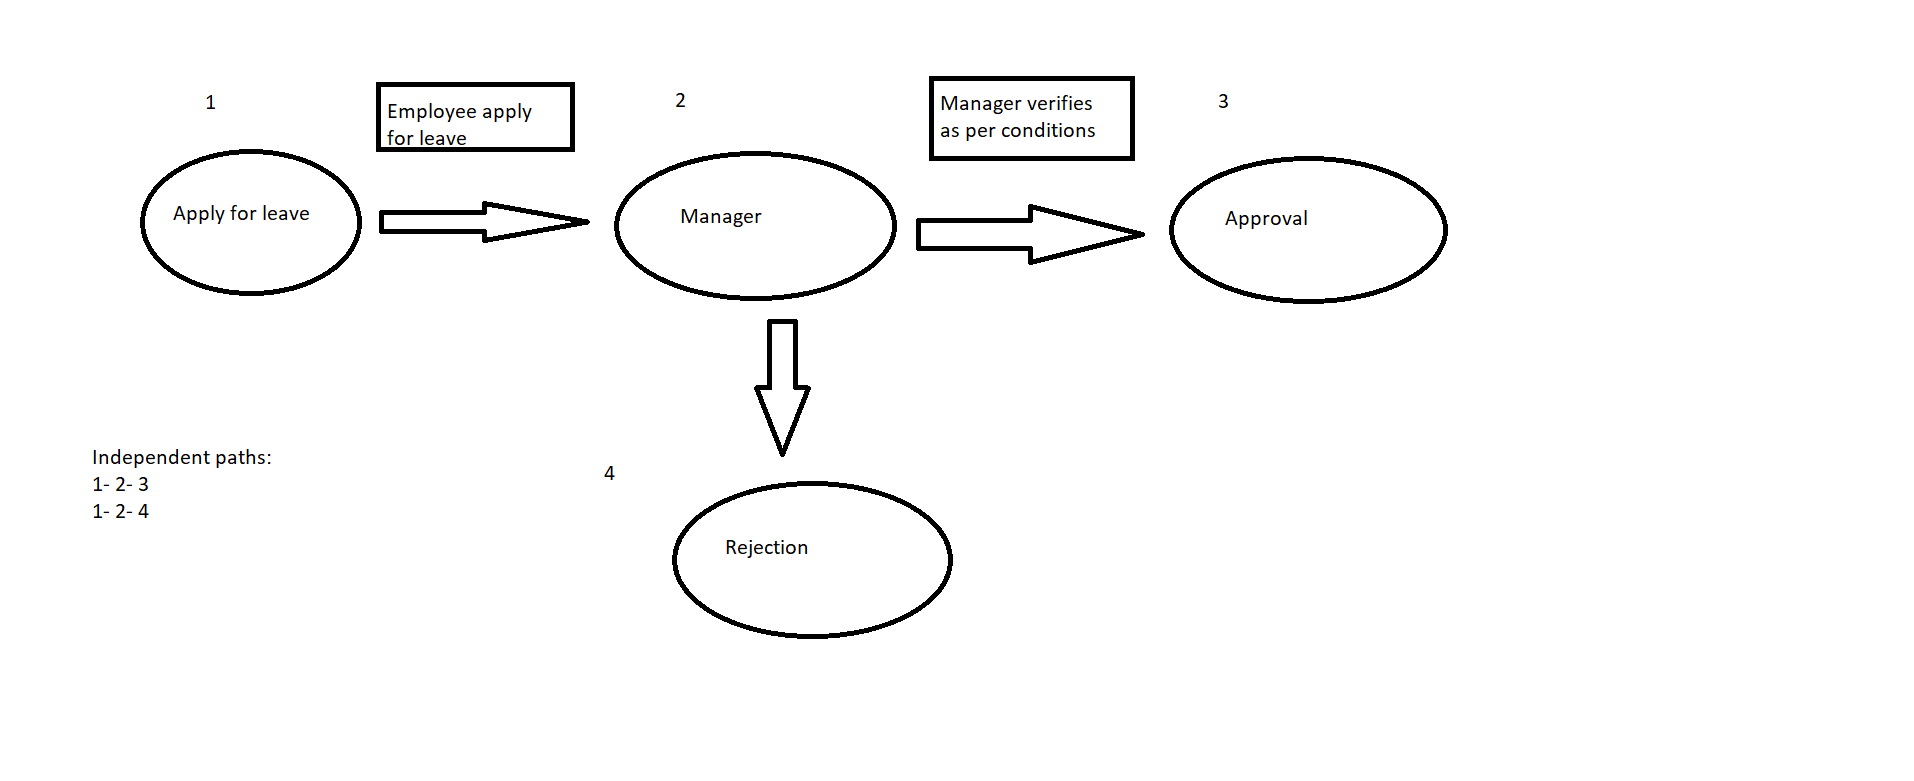 1
Employee apply
for leave
2
Manager verifies
as per conditions
3
Apply for leave
Manager
Approval
Independent paths:
1- 2- 3
1- 2- 4
4
Rejection